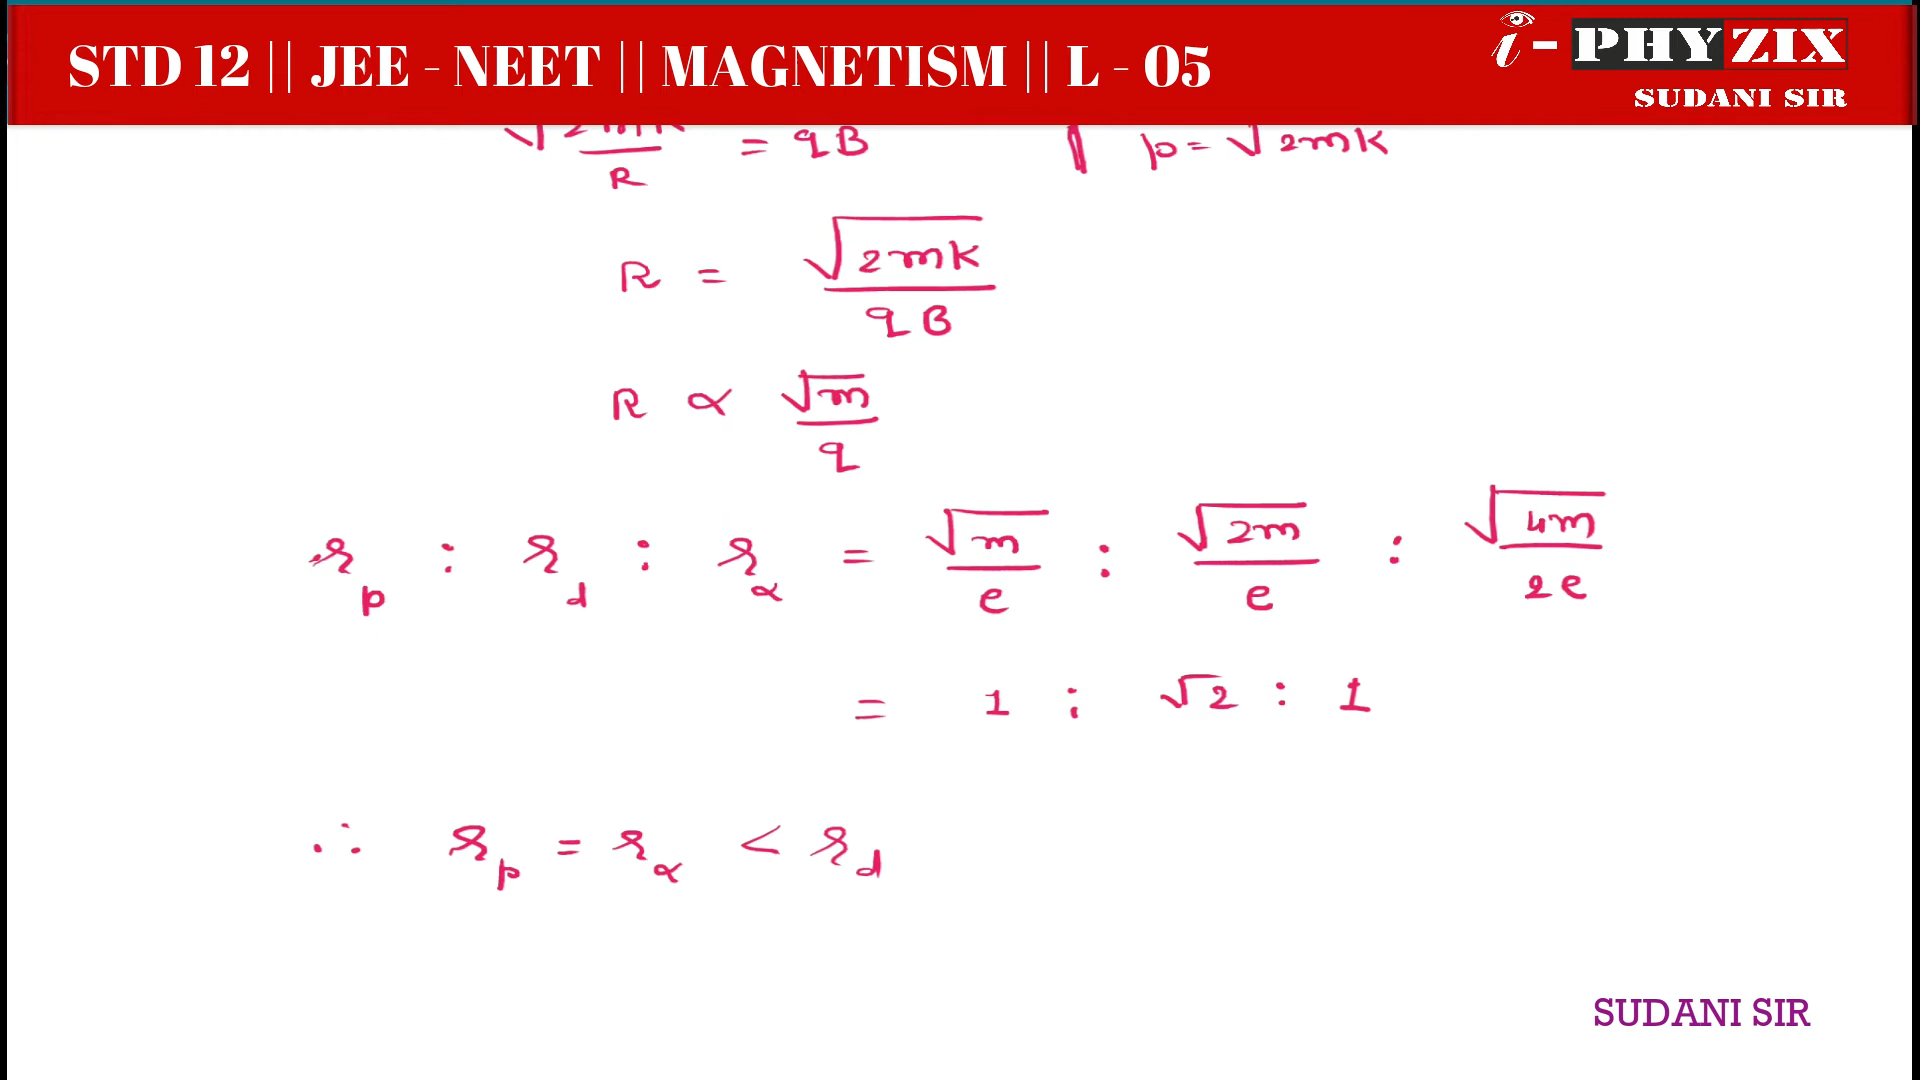 STD 12 || JEE - NEET || MAGNETISM || L - 05
i - PHYZIX
SUDANI SIR
√2mK / R = qB p = √2mK
R = √2mK / qB
R ∝ √m / q
r_p : r_d : r_α = √m / e : √2m / e : √4m / 2e
= 1 : √2 : 1
∴ r_p = r_α < r_d
SUDANI SIR